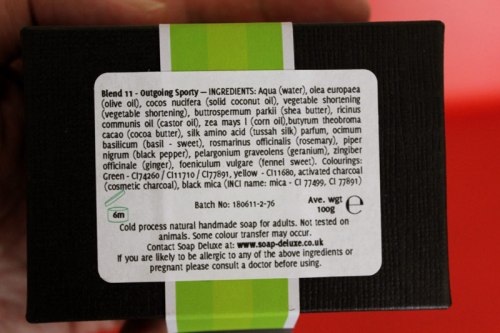 Blend 11 - Outgoing Sporty — INGREDIENTS: Aqua (water), olea europaea
(olive oil), cocos nucifera (solid coconut oil), vegetable shortening
(vegetable shortening), buttrospermum parkii (shea butter), ricinus
communis oil (castor oil), zea mays l (corn oil),butyrum theobroma
cacao (cocoa butter), silk amino acid (tussah silk) parfum, ocimum
basilicum (basil - sweet), rosmarinus officinalis (rosemary), piper
nigrum (black pepper), pelargonium graveolens (geranium), zingiber
officinale (ginger), foeniculum vulgare (fennel sweet). Colourings:
Green - CI74260 / CI11710 / CI77891, yellow - CI11680, activated charcoal
(cosmetic charcoal), black mica (INCI name: mica - CI 77499, CI 77891)
Batch No: 180611-2-76
Ave. wgt
100g e
6m
Cold process natural handmade soap for adults. Not tested on
animals. Some colour transfer may occur.
Contact Soap Deluxe at: www.soap-deluxe.co.uk
If you are likely to be allergic to any of the above ingredients or
pregnant please consult a doctor before using.